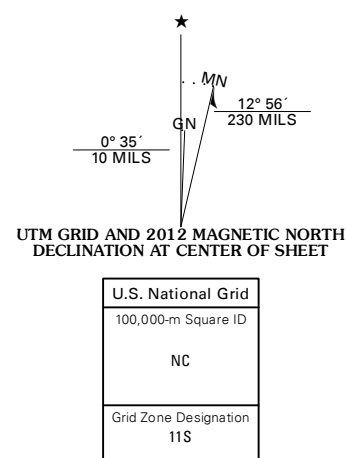 ★
MN
12° 56´
230 MILS
GN
0° 35´
10 MILS
UTM GRID AND 2012 MAGNETIC NORTH
DECLINATION AT CENTER OF SHEET
U.S. National Grid
100,000-m Square ID
NC
Grid Zone Designation
11S